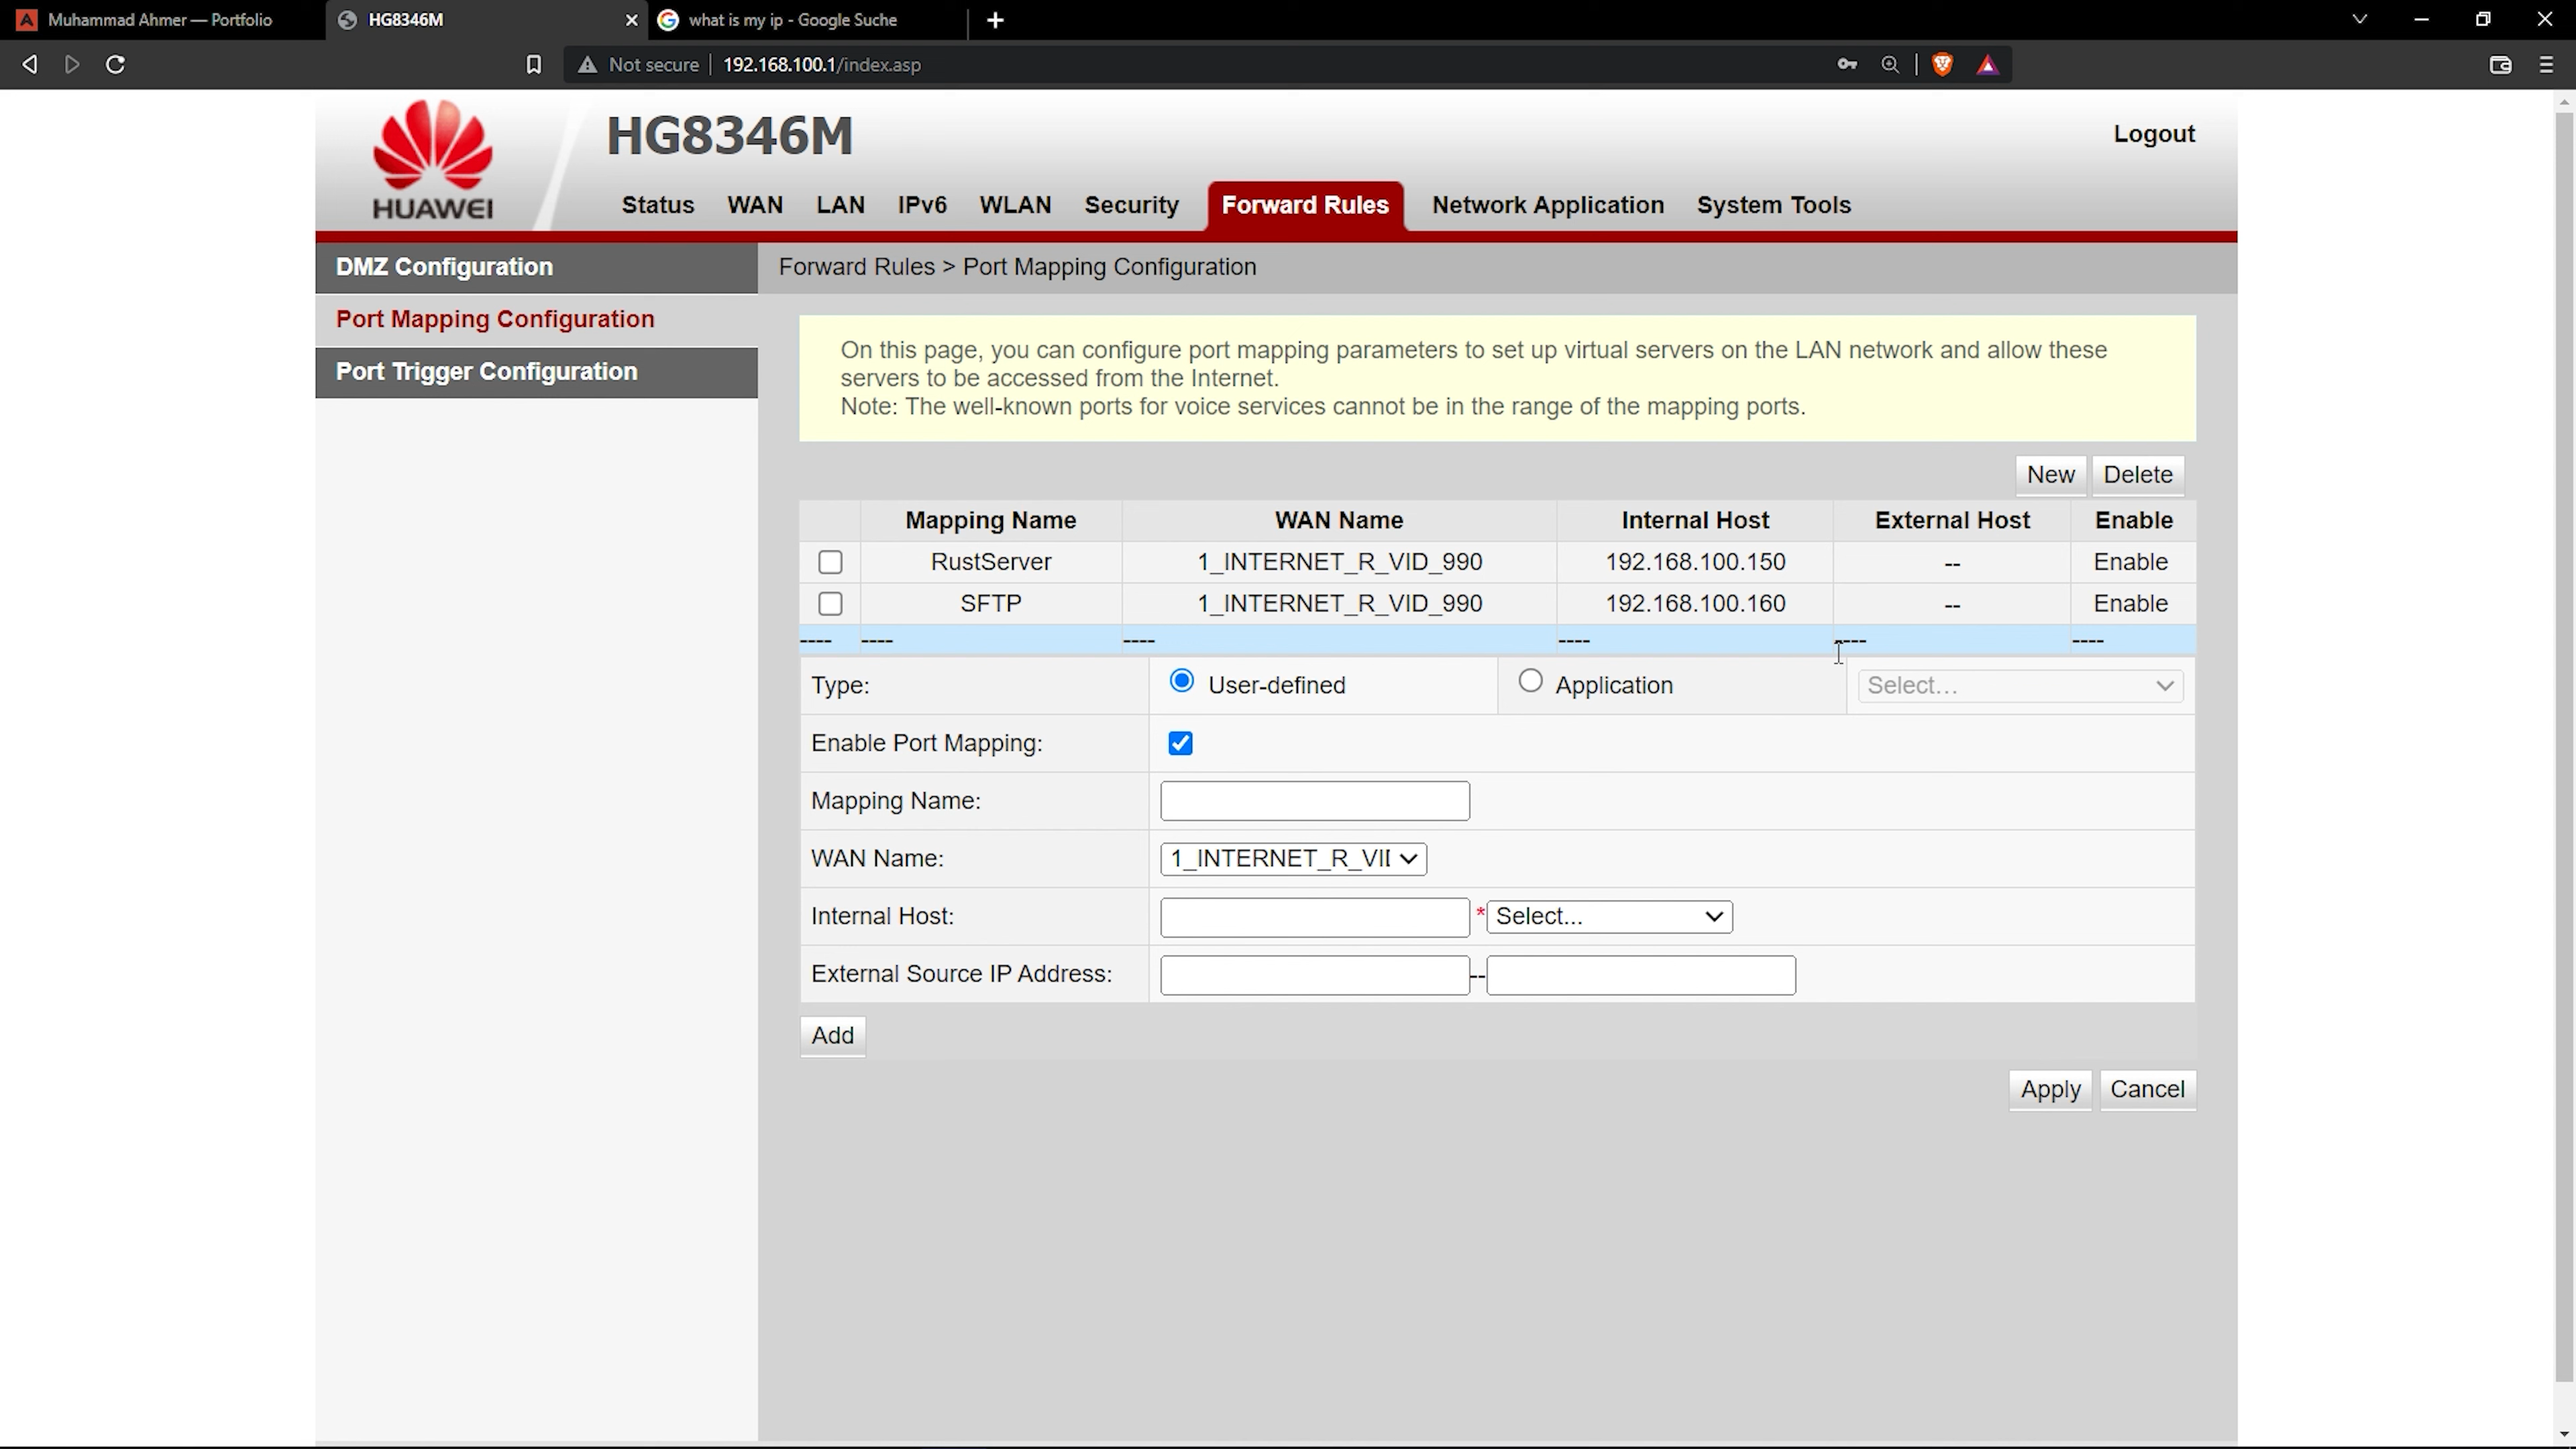 Muhammad Ahmer — Portfolio
HG8346M
what is my ip - Google Suche
Not secure
192.168.100.1/index.asp
HUAWEI
HG8346M
Logout
Status WAN LAN IPv6 WLAN Security Forward Rules Network Application System Tools
DMZ Configuration
Port Mapping Configuration
Port Trigger Configuration
Forward Rules > Port Mapping Configuration
On this page, you can configure port mapping parameters to set up virtual servers on the LAN network and allow these
servers to be accessed from the Internet.
Note: The well-known ports for voice services cannot be in the range of the mapping ports.
New Delete
Mapping Name WAN Name Internal Host External Host Enable
RustServer 1_INTERNET_R_VID_990 192.168.100.150 -- Enable
SFTP 1_INTERNET_R_VID_990 192.168.100.160 -- Enable
---- ---- ---- ---- ---- ----
Type: User-defined Application Select...
Enable Port Mapping:
Mapping Name:
WAN Name: 1_INTERNET_R_VII
Internal Host: * Select...
External Source IP Address: --
Add
Apply Cancel